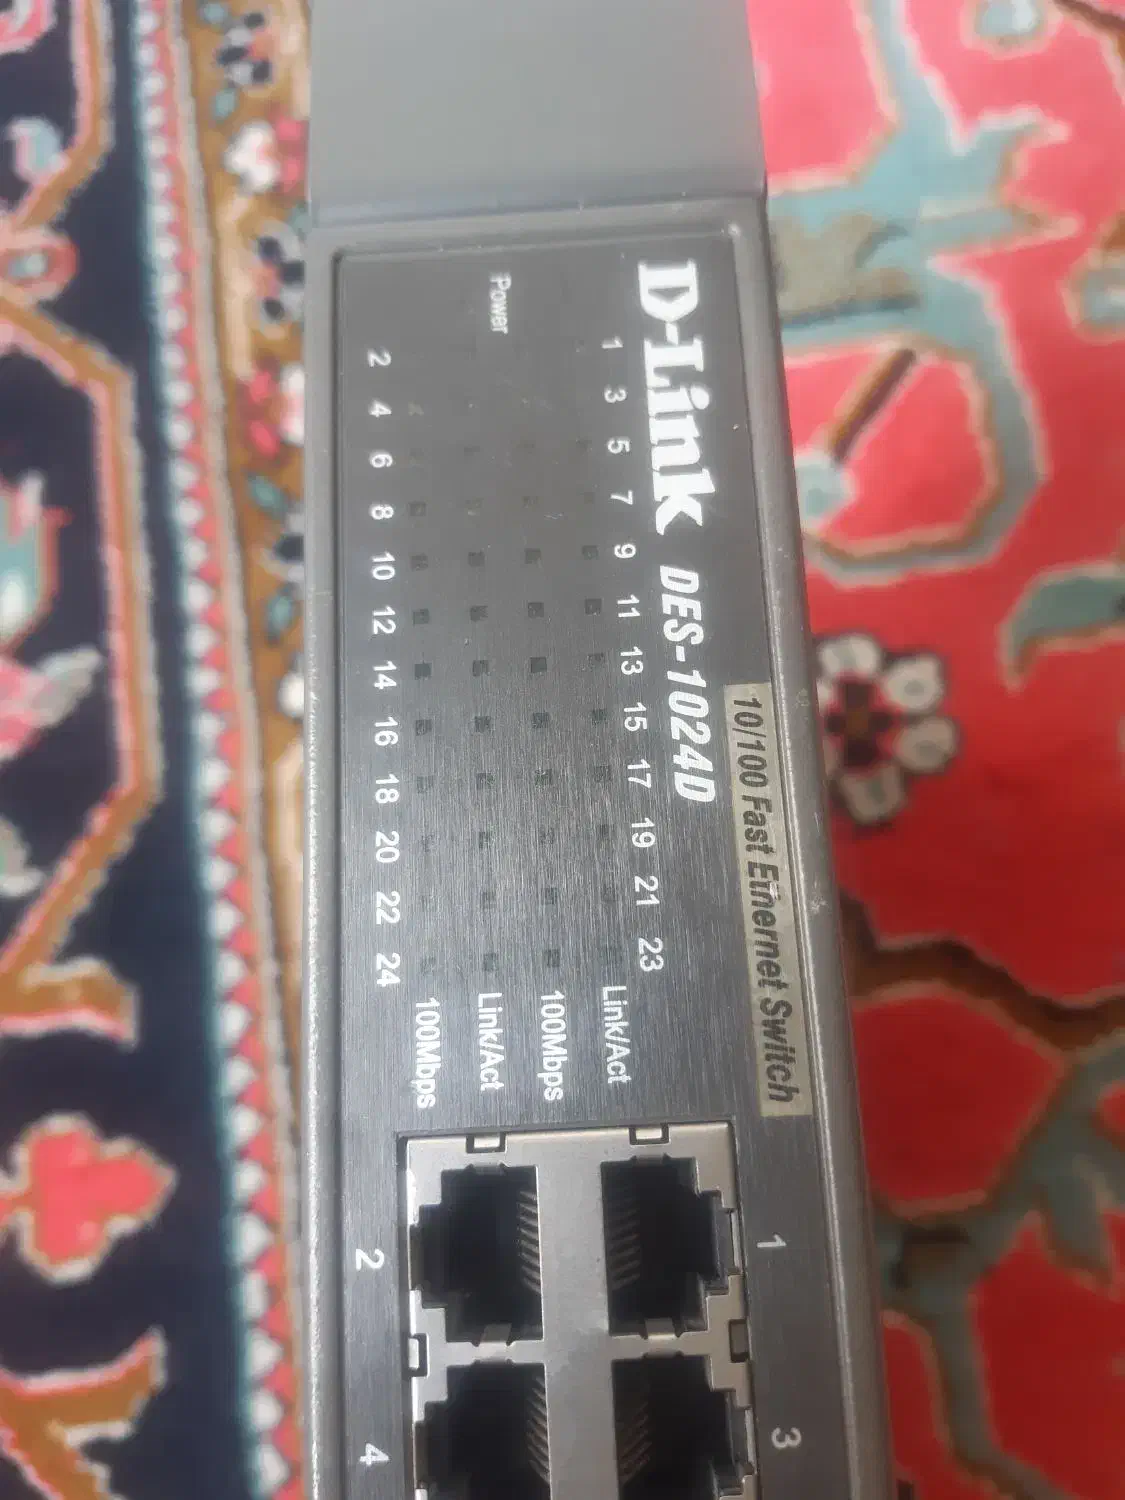 D-Link DES-1024D
10/100 Fast Ethernet Switch
1 3 5 7 9 11 13 15 17 19 21 23
Link/Act
100Mbps
Power
Link/Act
100Mbps
2 4 6 8 10 12 14 16 18 20 22 24
1 3
2 4